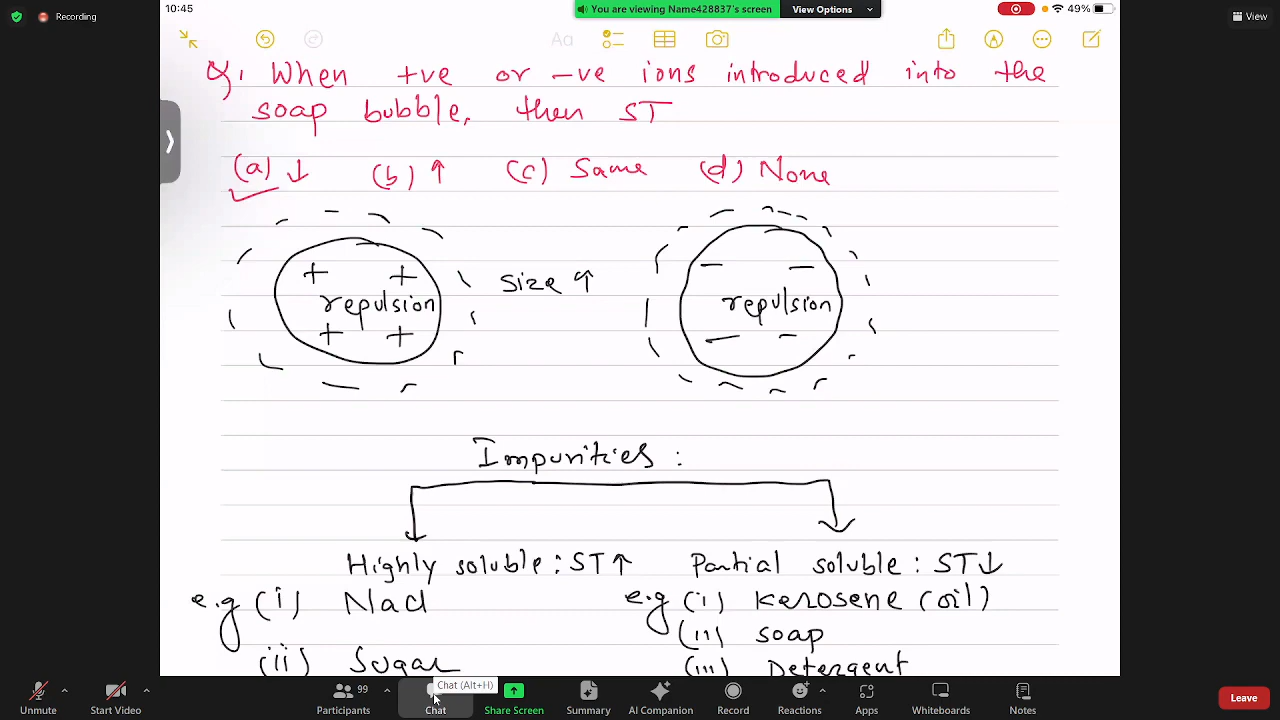 Recording
10:45
You are viewing Name428837's screen
View Options
49%
View
Aa
Q. When +ve or -ve ions introduced into the
soap bubble, then ST
(a) ↓ (b) ↑ (c) Same (d) None
+ +
repulsion
+ +
Size ↑
- -
repulsion
- -
Impurities :
Highly soluble : ST ↑ Partial soluble : ST ↓
e.g (i) Nacl e.g (i) Kerosene (oil)
(ii) soap
(ii) Sugar (iii) Detergent
Chat (Alt+H)
99
Unmute Start Video Participants Chat Share Screen Summary AI Companion Record Reactions Apps Whiteboards Notes Leave